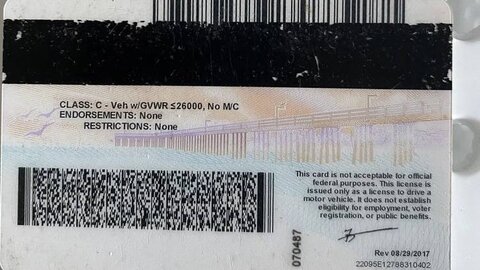 CLASS: C - Veh w/GVWR ≤26000, No M/C
ENDORSEMENTS: None
RESTRICTIONS: None
This card is not acceptable for official
federal purposes. This license is
issued only as a license to drive a
motor vehicle. It does not establish
eligibility for employment, voter
registration, or public benefits.
070487
Rev 08/29/2017
22095E12788310402